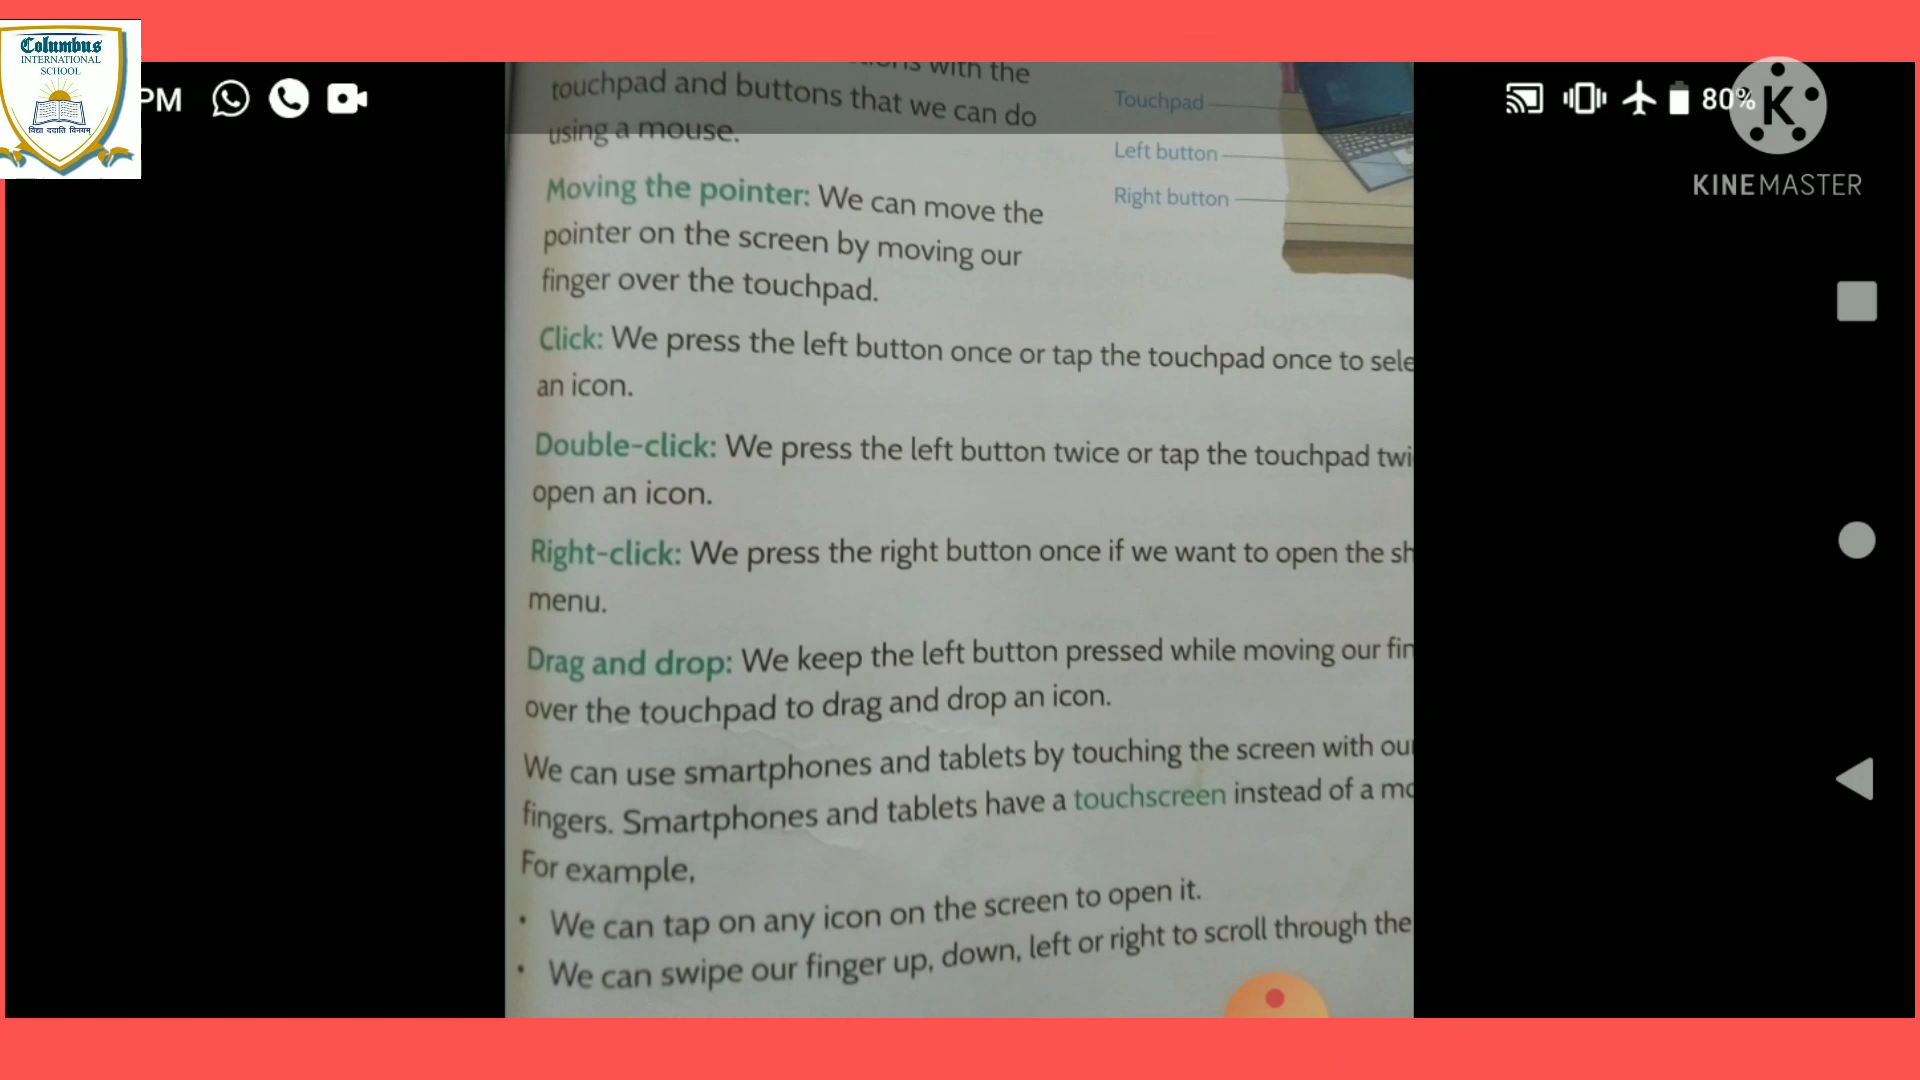 Columbus
INTERNATIONAL
SCHOOL
विद्या ददाति विनयम्
PM
80%
KINEMASTER
with the
touchpad and buttons that we can do
using a mouse.
Touchpad
Left button
Right button
Moving the pointer: We can move the
pointer on the screen by moving our
finger over the touchpad.
Click: We press the left button once or tap the touchpad once to sele
an icon.
Double-click: We press the left button twice or tap the touchpad twi
open an icon.
Right-click: We press the right button once if we want to open the sh
menu.
Drag and drop: We keep the left button pressed while moving our fin
over the touchpad to drag and drop an icon.
We can use smartphones and tablets by touching the screen with our
fingers. Smartphones and tablets have a touchscreen instead of a mo
For example,
• We can tap on any icon on the screen to open it.
• We can swipe our finger up, down, left or right to scroll through the